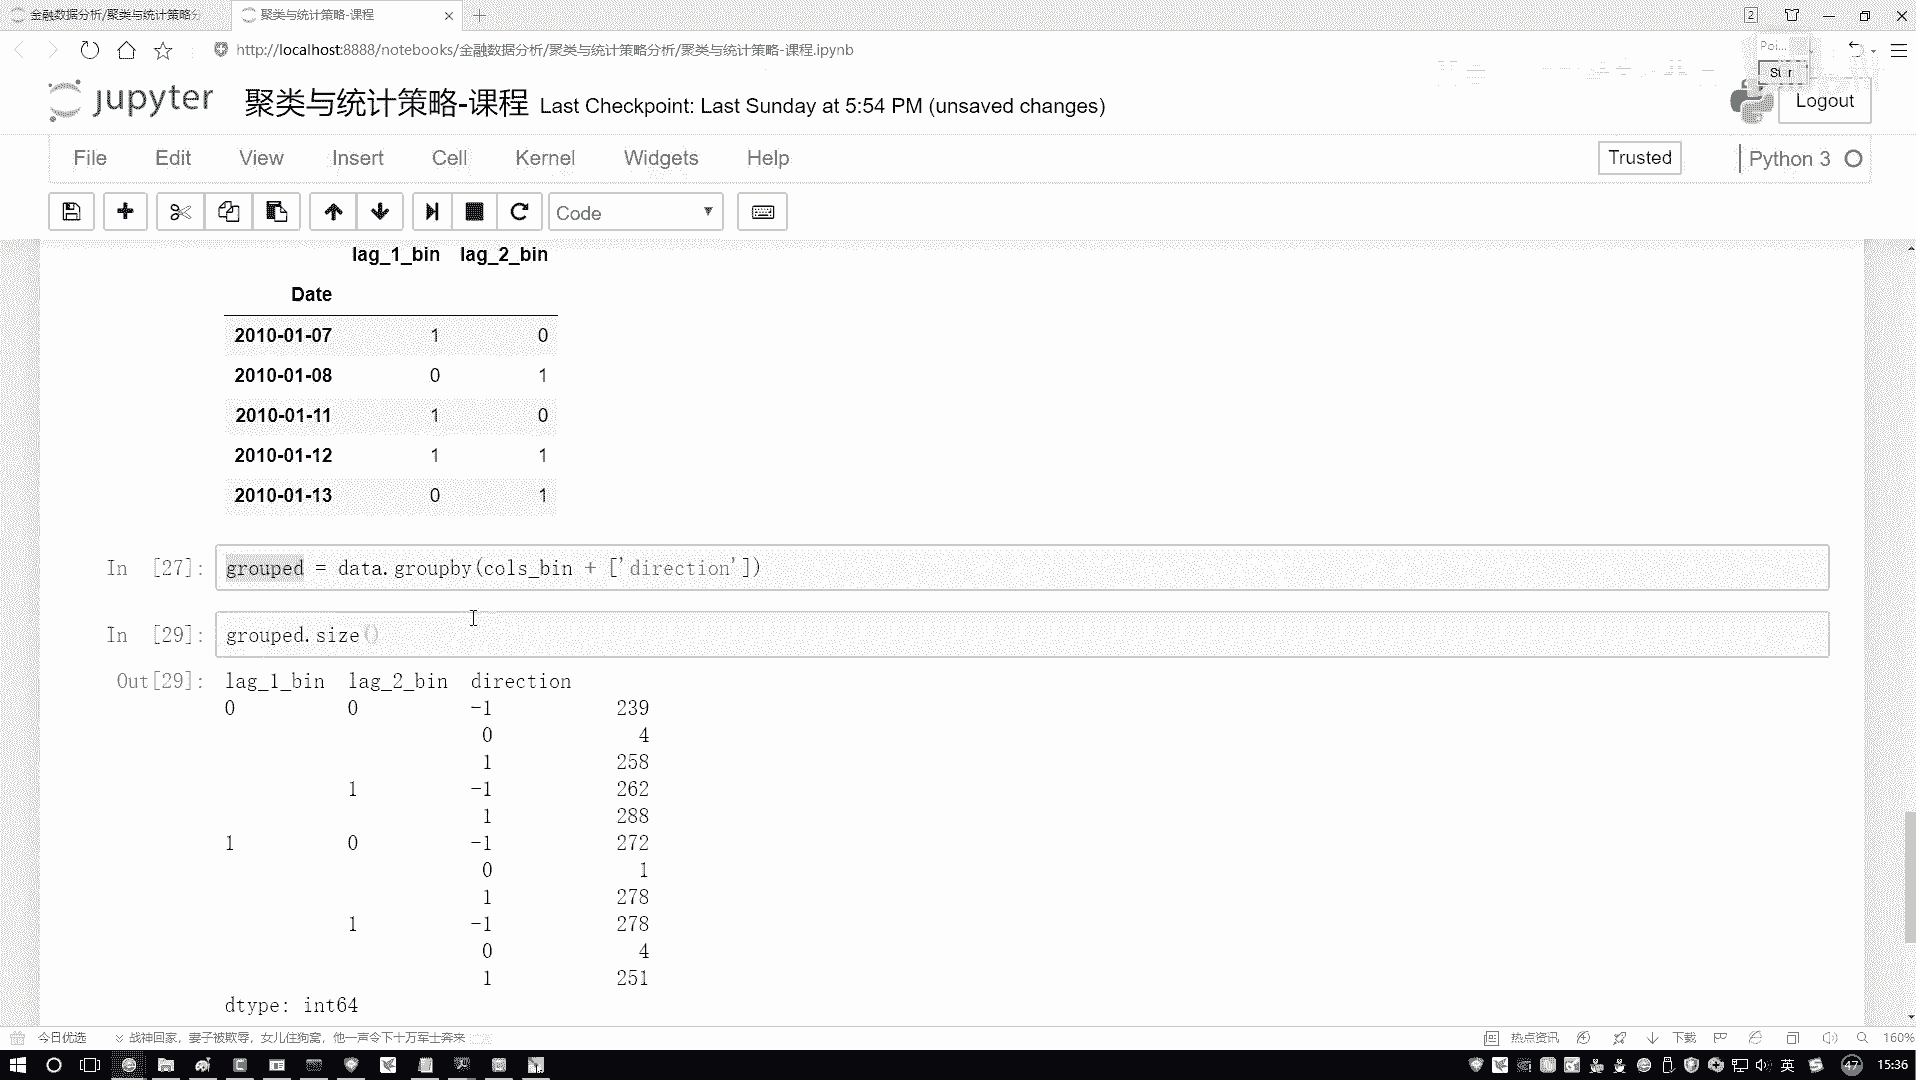 金融数据分析/聚类与统计策略分
聚类与统计策略-课程
2
http://localhost:8888/notebooks/金融数据分析/聚类与统计策略分析/聚类与统计策略-课程.ipynb
Poi...
jupyter 聚类与统计策略-课程 Last Checkpoint: Last Sunday at 5:54 PM (unsaved changes)
Logout
File Edit View Insert Cell Kernel Widgets Help
Trusted
Python 3
Code
lag_1_bin lag_2_bin
Date
2010-01-07 1 0
2010-01-08 0 1
2010-01-11 1 0
2010-01-12 1 1
2010-01-13 0 1
In [27]: grouped = data.groupby(cols_bin + ['direction'])
In [29]: grouped.size()
Out[29]: lag_1_bin lag_2_bin direction
0 0 -1 239
0 4
1 258
1 -1 262
1 288
1 0 -1 272
0 1
1 278
1 -1 278
0 4
1 251
dtype: int64
今日优选
战神回家，妻子被欺辱，女儿住狗窝，他一声令下十万军士奔来
热点资讯
下载
160%
英
47
15:36